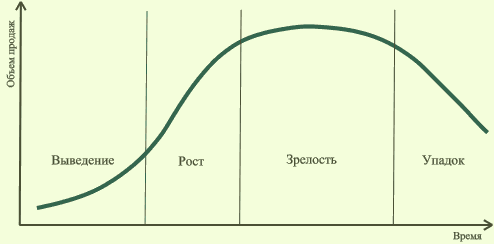 Объем продаж
Выведение
Рост
Зрелость
Упадок
Время